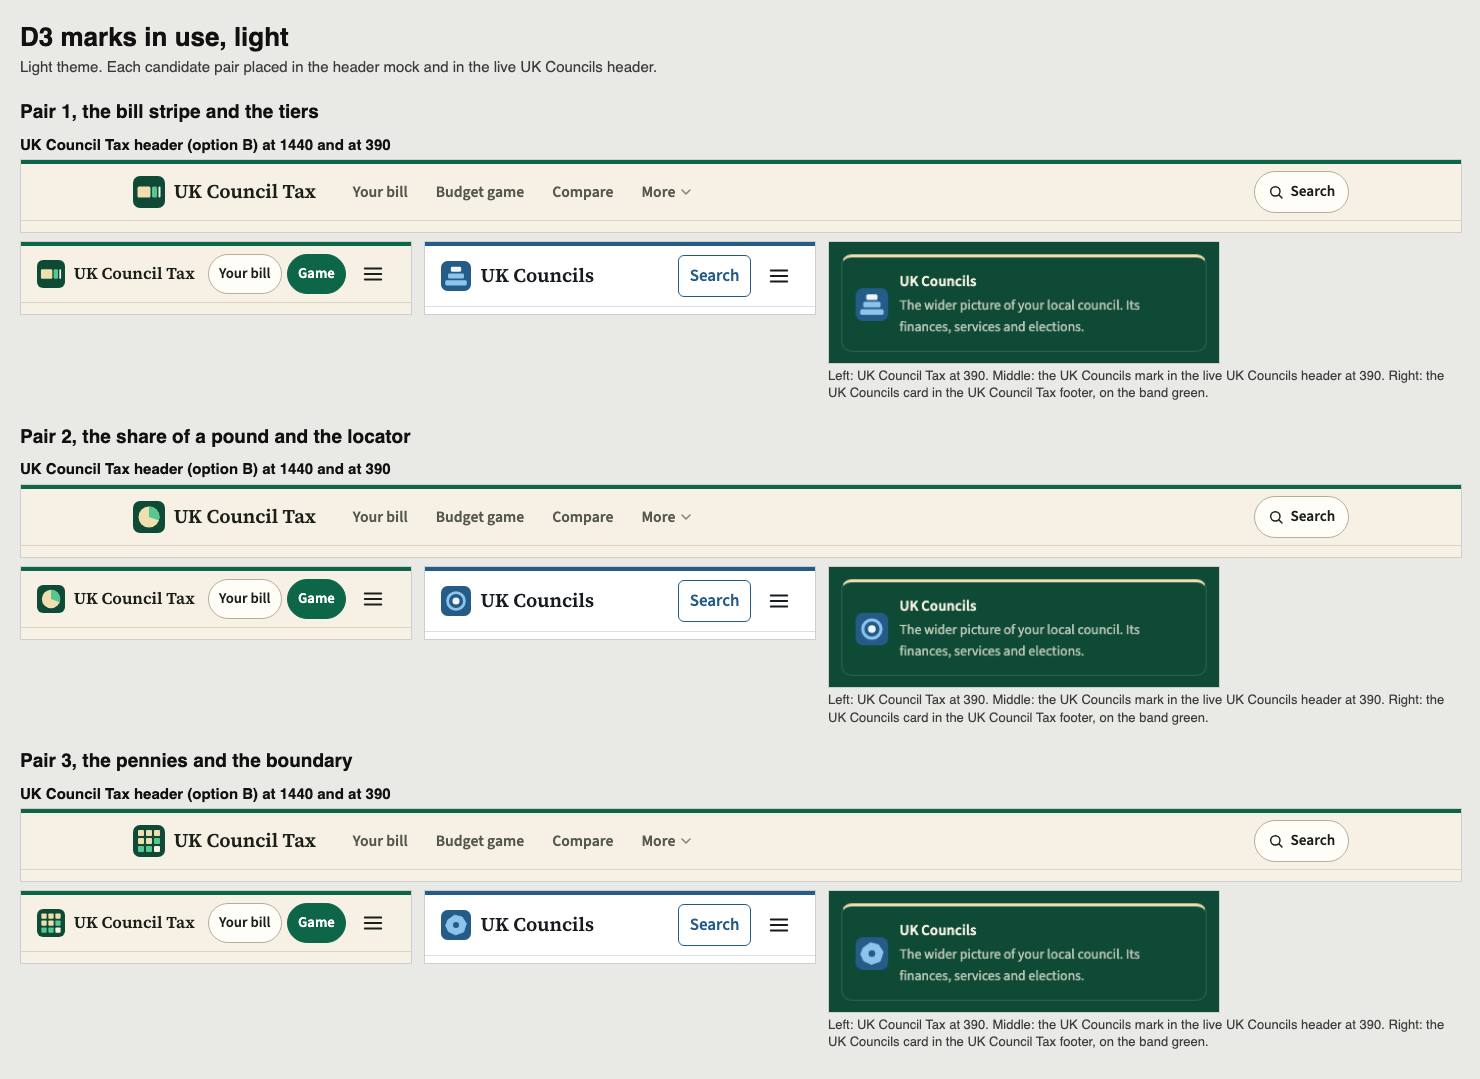 D3 marks in use, light
Light theme. Each candidate pair placed in the header mock and in the live UK Councils header.
Pair 1, the bill stripe and the tiers
UK Council Tax header (option B) at 1440 and at 390
UK Council Tax Your bill Budget game Compare More Search
UK Council Tax Your bill Game
UK Councils Search
UK Councils
The wider picture of your local council. Its
finances, services and elections.
Left: UK Council Tax at 390. Middle: the UK Councils mark in the live UK Councils header at 390. Right: the
UK Councils card in the UK Council Tax footer, on the band green.
Pair 2, the share of a pound and the locator
UK Council Tax header (option B) at 1440 and at 390
UK Council Tax Your bill Budget game Compare More Search
UK Council Tax Your bill Game
UK Councils Search
UK Councils
The wider picture of your local council. Its
finances, services and elections.
Left: UK Council Tax at 390. Middle: the UK Councils mark in the live UK Councils header at 390. Right: the
UK Councils card in the UK Council Tax footer, on the band green.
Pair 3, the pennies and the boundary
UK Council Tax header (option B) at 1440 and at 390
UK Council Tax Your bill Budget game Compare More Search
UK Council Tax Your bill Game
UK Councils Search
UK Councils
The wider picture of your local council. Its
finances, services and elections.
Left: UK Council Tax at 390. Middle: the UK Councils mark in the live UK Councils header at 390. Right: the
UK Councils card in the UK Council Tax footer, on the band green.